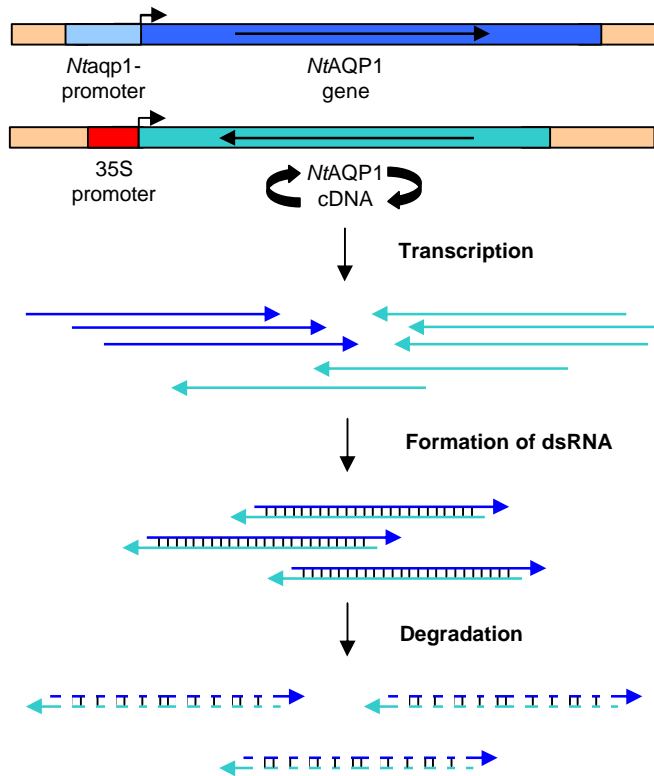 Ntaqp1-
promoter
NtAQP1
gene
35S
promoter
NtAQP1
cDNA
Transcription
Formation of dsRNA
Degradation